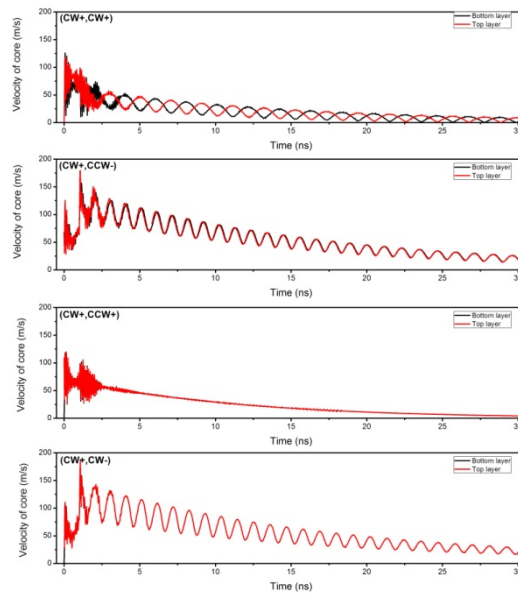 (CW+,CW+)
Bottom layer
Top layer
Velocity of core (m/s)
200
150
100
50
0
0 5 10 15 20 25 30
Time (ns)
(CW+,CCW-)
Bottom layer
Top layer
Velocity of core (m/s)
200
150
100
50
0
0 5 10 15 20 25 30
Time (ns)
(CW+,CCW+)
Bottom layer
Top layer
Velocity of core (m/s)
200
150
100
50
0
0 5 10 15 20 25 30
Time (ns)
(CW+,CW-)
Bottom layer
Top layer
Velocity of core (m/s)
200
150
100
50
0
0 5 10 15 20 25 30
Time (ns)